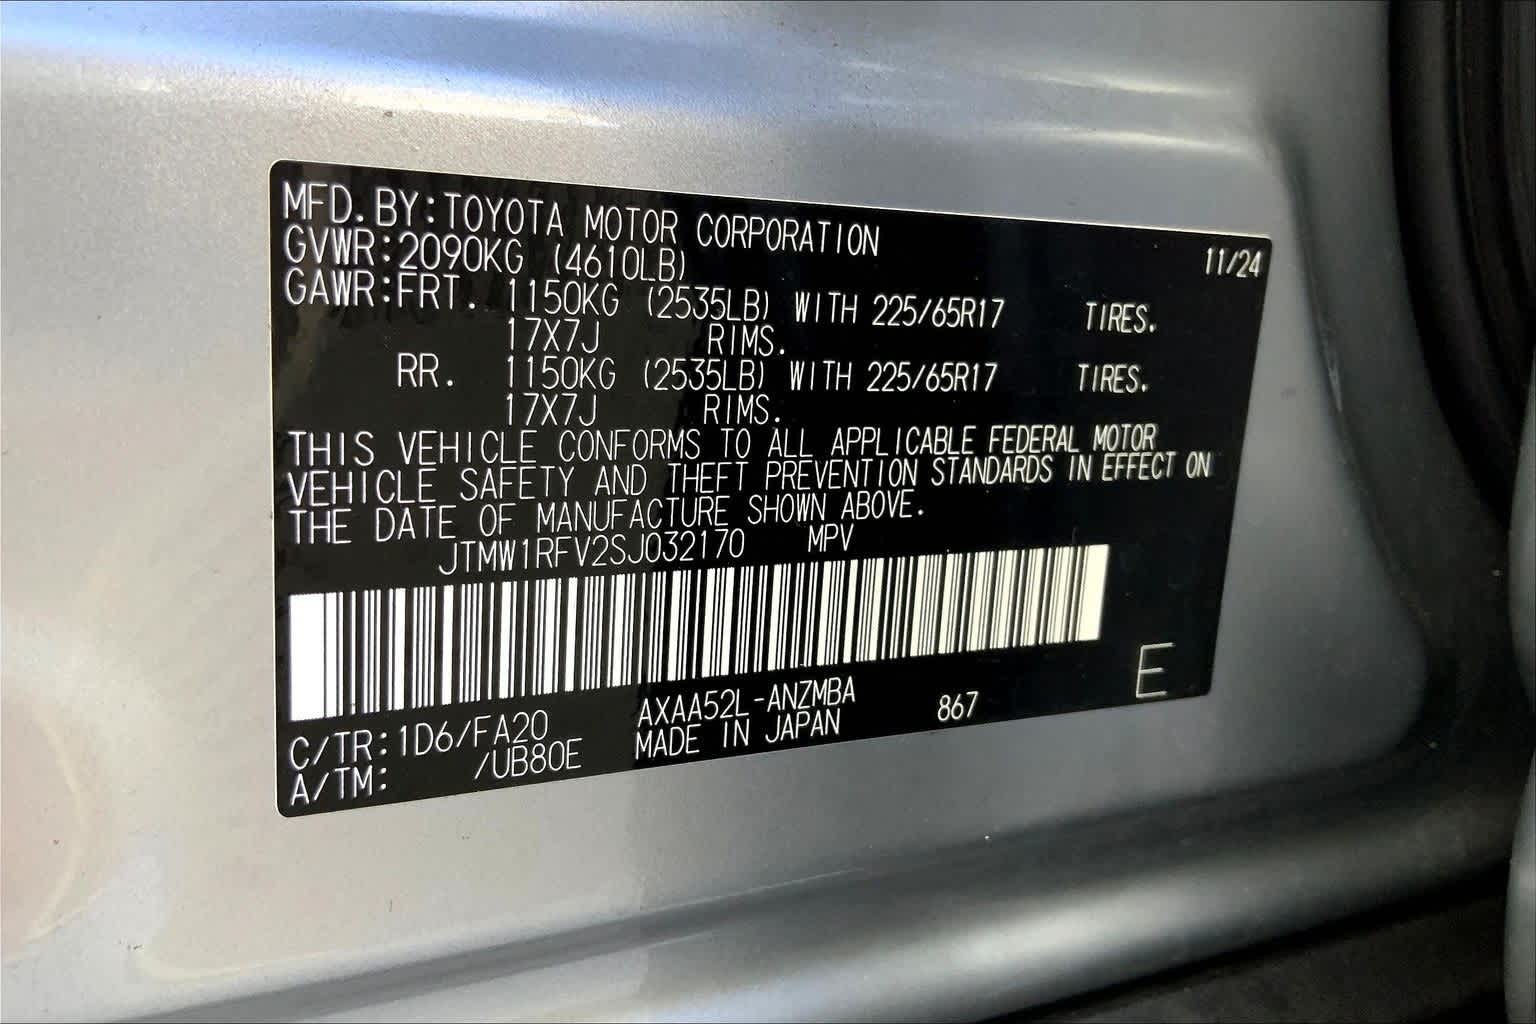 MFD. BY: TOYOTA MOTOR CORPORATION 11/24
GVWR: 2090KG (4610LB)
GAWR: FRT. 1150KG (2535LB) WITH 225/65R17 TIRES.
17X7J RIMS.
RR. 1150KG (2535LB) WITH 225/65R17 TIRES.
17X7J RIMS.
THIS VEHICLE CONFORMS TO ALL APPLICABLE FEDERAL MOTOR
VEHICLE SAFETY AND THEFT PREVENTION STANDARDS IN EFFECT ON
THE DATE OF MANUFACTURE SHOWN ABOVE.
JTMW1RFV2SJ032170 MPV
E
C/TR: 1D6/FA20 AXAA52L-ANZMBA 867
A/TM: /UB80E MADE IN JAPAN